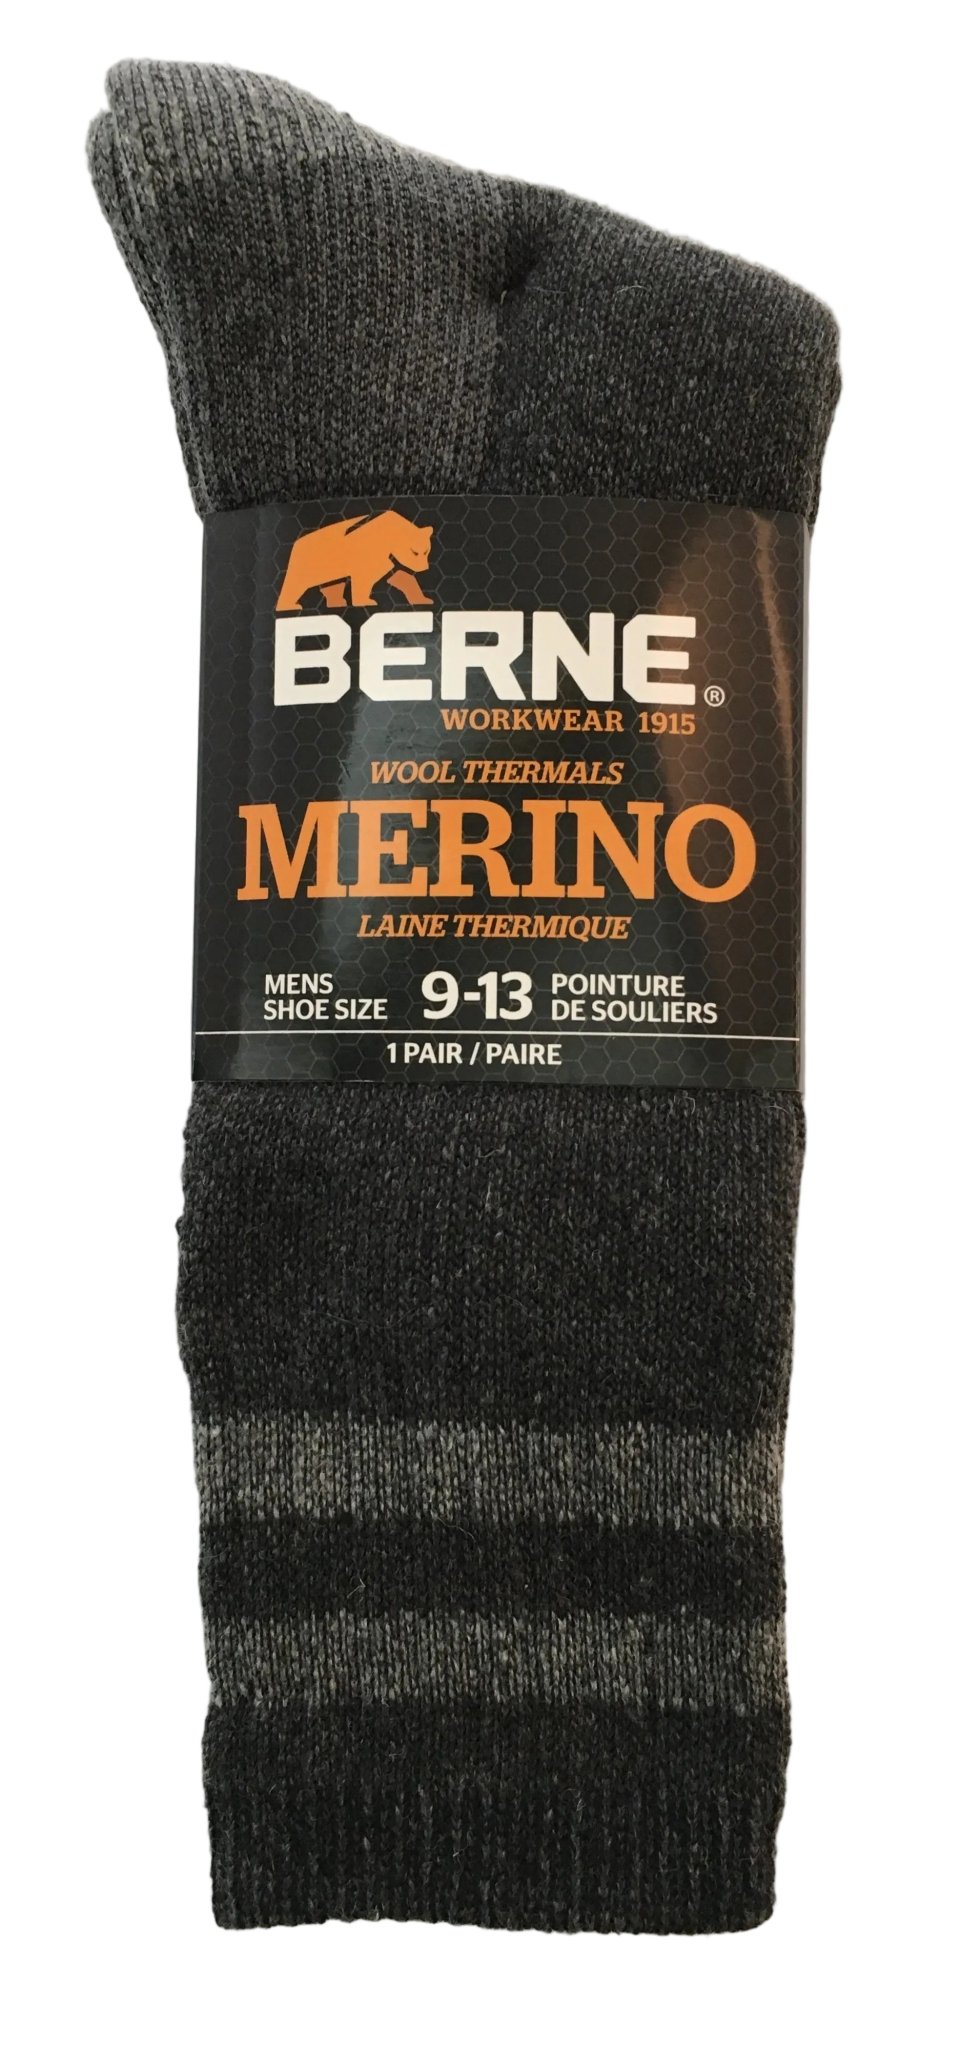 BERNE®
WORKWEAR 1915
WOOL THERMALS
MERINO
LAINE THERMIQUE
MENS
SHOE SIZE
9-13
POINTURE
DE SOULIERS
1 PAIR / PAIRE